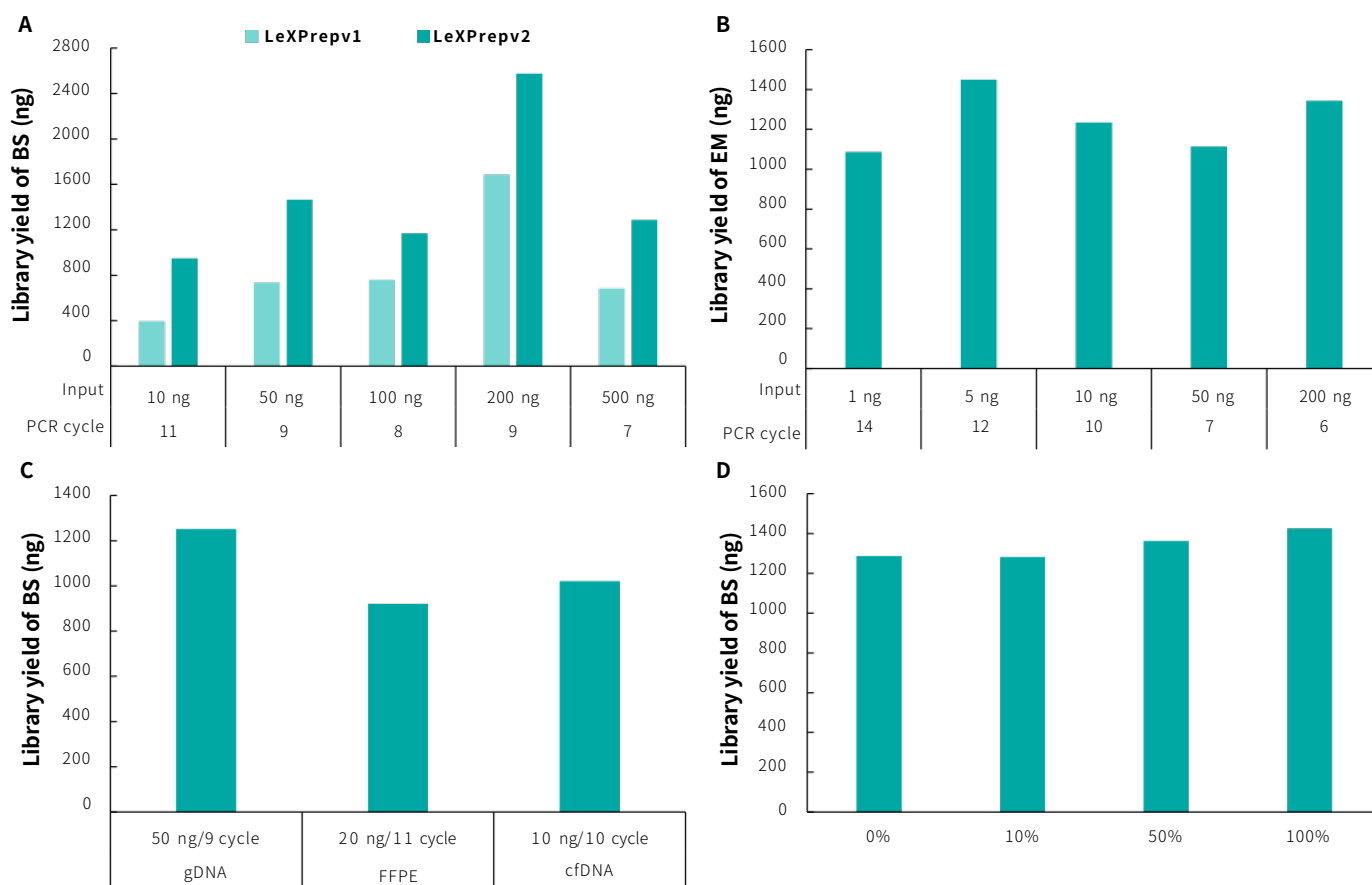 A
LeXPrepv1 LeXPrepv2
Library yield of BS (ng)
2800
2400
2000
1600
1200
800
400
0
Input 10 ng 50 ng 100 ng 200 ng 500 ng
PCR cycle 11 9 8 9 7
B
Library yield of EM (ng)
1600
1400
1200
1000
800
600
400
200
0
Input 1 ng 5 ng 10 ng 50 ng 200 ng
PCR cycle 14 12 10 7 6
C
Library yield of BS (ng)
1400
1200
1000
800
600
400
200
0
50 ng/9 cycle 20 ng/11 cycle 10 ng/10 cycle
gDNA FFPE cfDNA
D
Library yield of BS (ng)
1600
1400
1200
1000
800
600
400
200
0
0% 10% 50% 100%